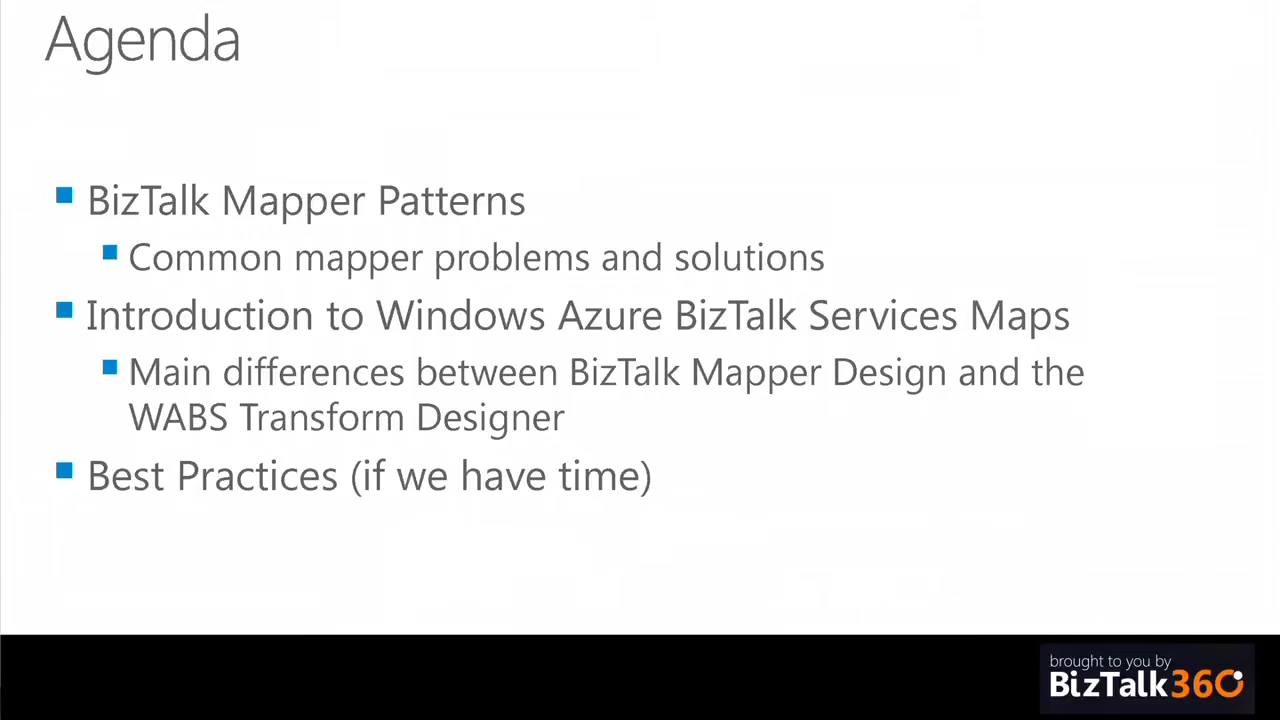 Agenda
BizTalk Mapper Patterns
Common mapper problems and solutions
Introduction to Windows Azure BizTalk Services Maps
Main differences between BizTalk Mapper Design and the
WABS Transform Designer
Best Practices (if we have time)
brought to you by
BizTalk360